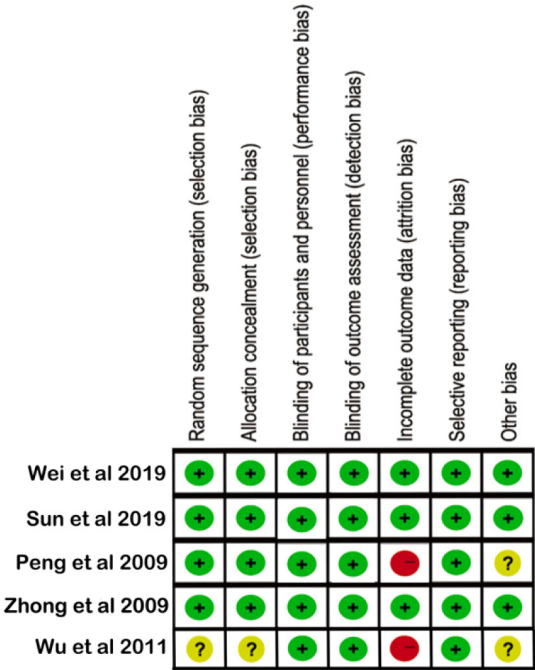 Random sequence generation (selection bias)
Allocation concealment (selection bias)
Blinding of participants and personnel (performance bias)
Blinding of outcome assessment (detection bias)
Incomplete outcome data (attrition bias)
Selective reporting (reporting bias)
Other bias
Wei et al 2019 + + + + + + +
Sun et al 2019 + + + + + + +
Peng et al 2009 + + + + - + ?
Zhong et al 2009 + + + + + + +
Wu et al 2011 ? ? + + - + ?